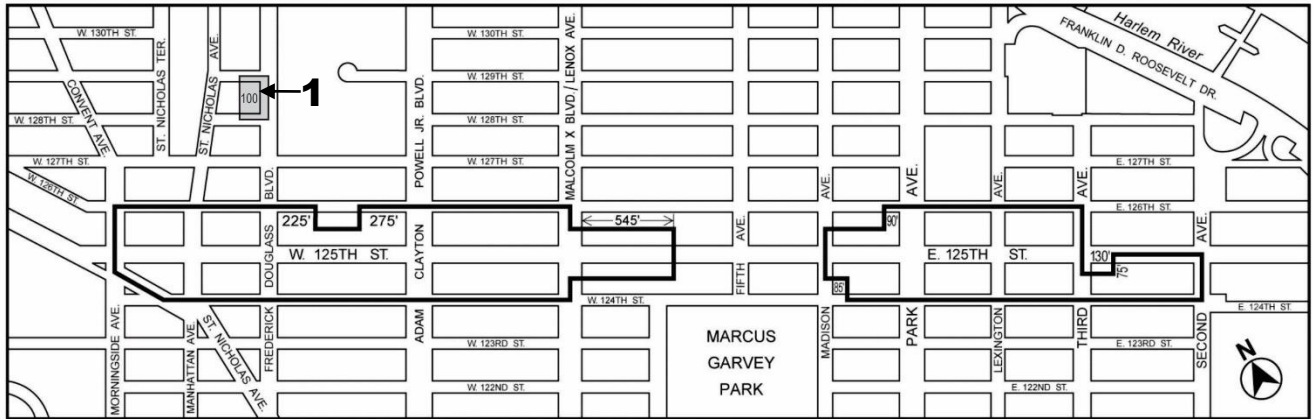 W. 130TH ST.
ST. NICHOLAS TER.
ST. NICHOLAS AVE.
CONVENT AVE.
1
100
W. 128TH ST.
W. 127TH ST.
W. 126TH ST.
BLVD.
DOUGLASS
FREDERICK
POWELL JR. BLVD.
CLAYTON
ADAM
W. 130TH ST.
W. 129TH ST.
W. 128TH ST.
W. 127TH ST.
MALCOLM X BLVD / LENOX AVE.
Harlem River
FRANKLIN D. ROOSEVELT DR.
E. 127TH ST.
E. 126TH ST.
225'
275'
545'
90'
W. 125TH ST.
E. 125TH ST.
130'
75'
85'
AVE.
FIFTH
AVE.
MADISON
AVE.
PARK
AVE.
LEXINGTON
AVE.
THIRD
AVE.
SECOND
W. 124TH ST.
E. 124TH ST.
MORNINGSIDE AVE.
MANHATTAN AVE.
ST. NICHOLAS AVE.
W. 123RD ST.
E. 123RD ST.
W. 122ND ST.
E. 122ND ST.
MARCUS
GARVEY
PARK
N